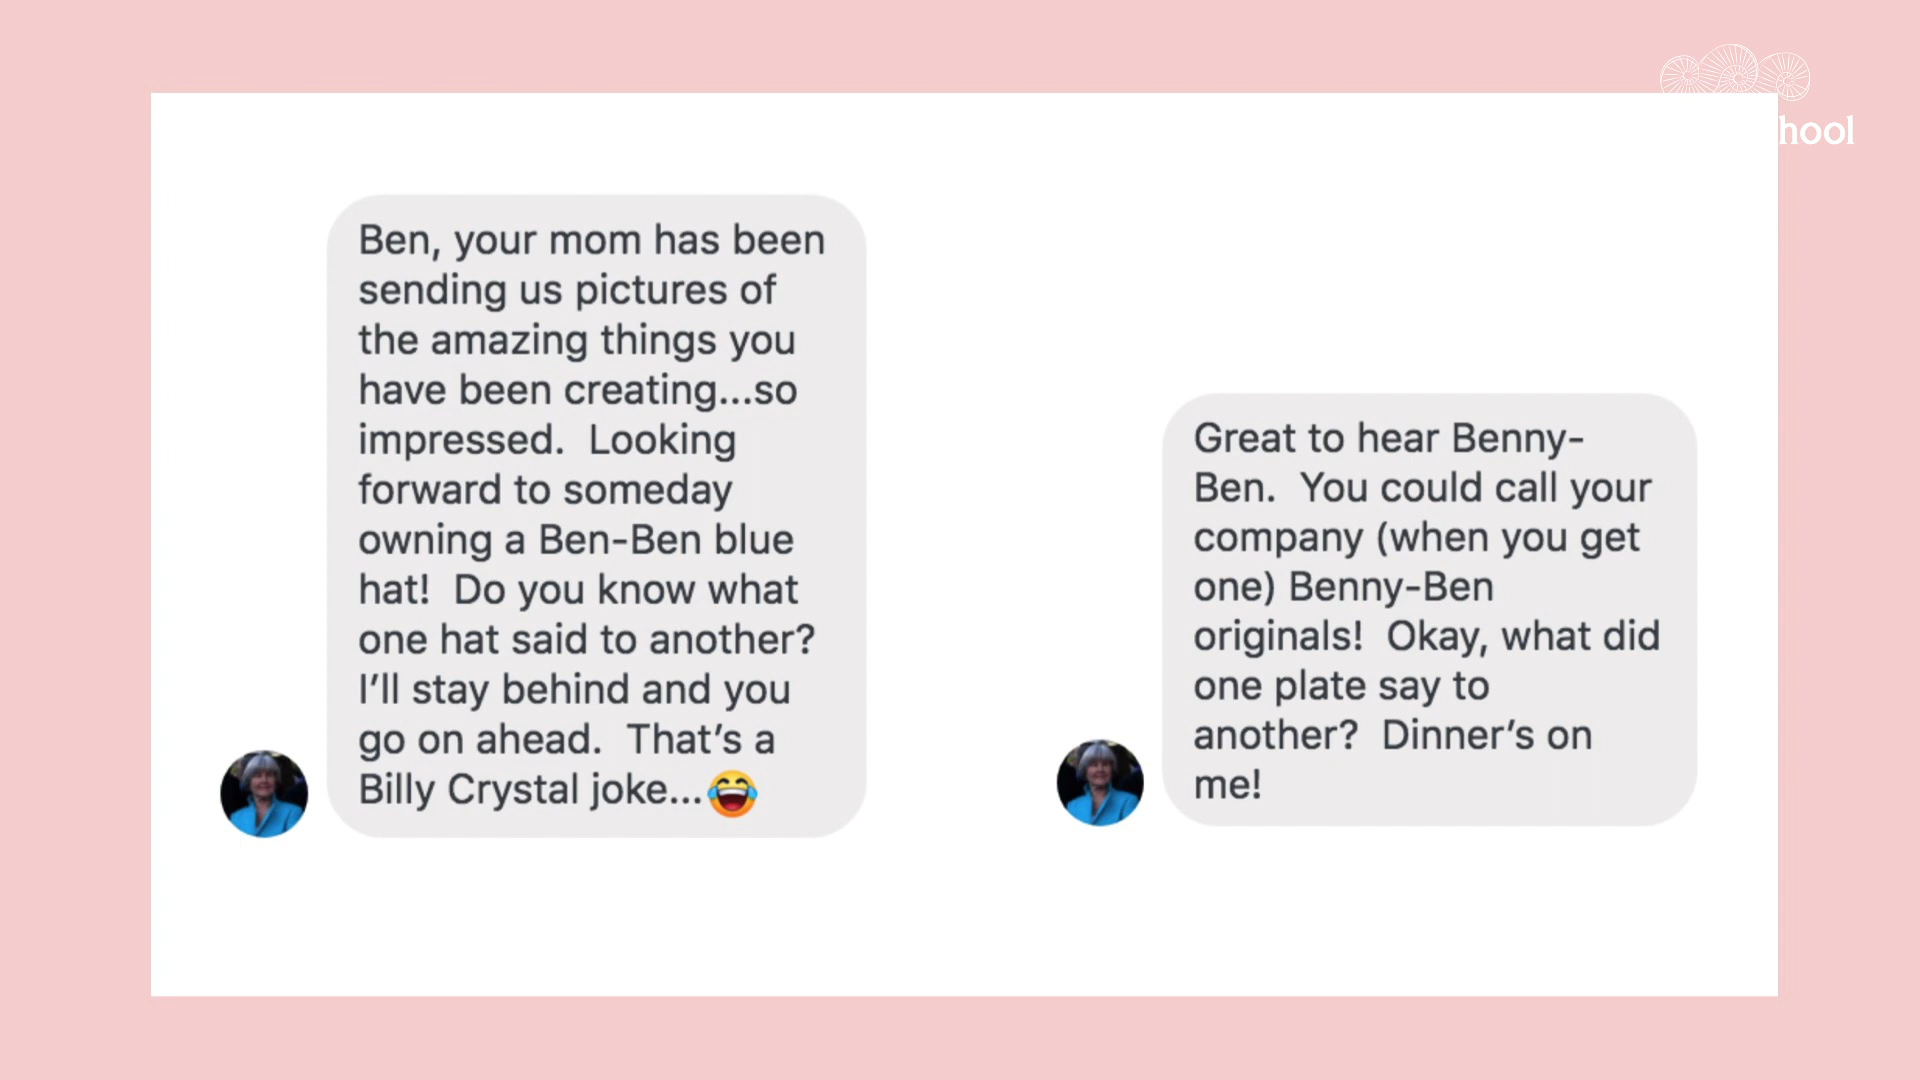 hool
Ben, your mom has been
sending us pictures of
the amazing things you
have been creating...so
impressed.  Looking
forward to someday
owning a Ben-Ben blue
hat!  Do you know what
one hat said to another?
I’ll stay behind and you
go on ahead.  That’s a
Billy Crystal joke...😂
Great to hear Benny-
Ben.  You could call your
company (when you get
one) Benny-Ben
originals!  Okay, what did
one plate say to
another?  Dinner’s on
me!